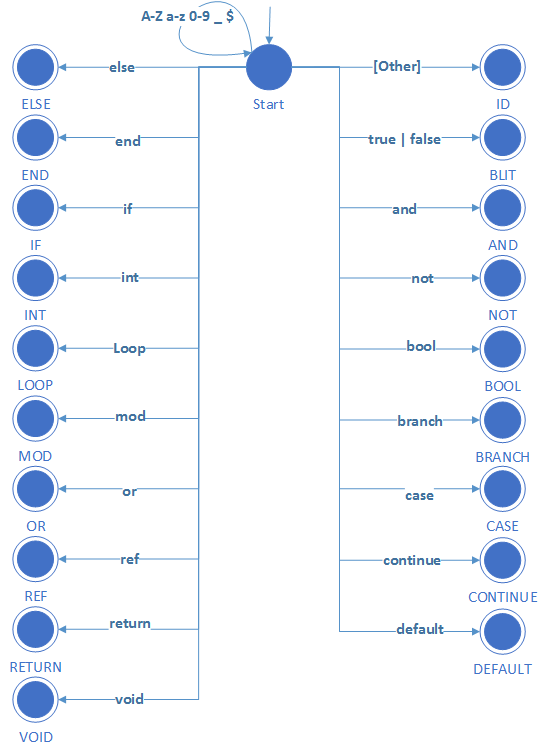 A-Z a-z 0-9 _ $
Start
else
ELSE
end
END
if
IF
int
INT
Loop
LOOP
mod
MOD
or
OR
ref
REF
return
RETURN
void
VOID
[Other]
ID
true | false
BLIT
and
AND
not
NOT
bool
BOOL
branch
BRANCH
case
CASE
continue
CONTINUE
default
DEFAULT